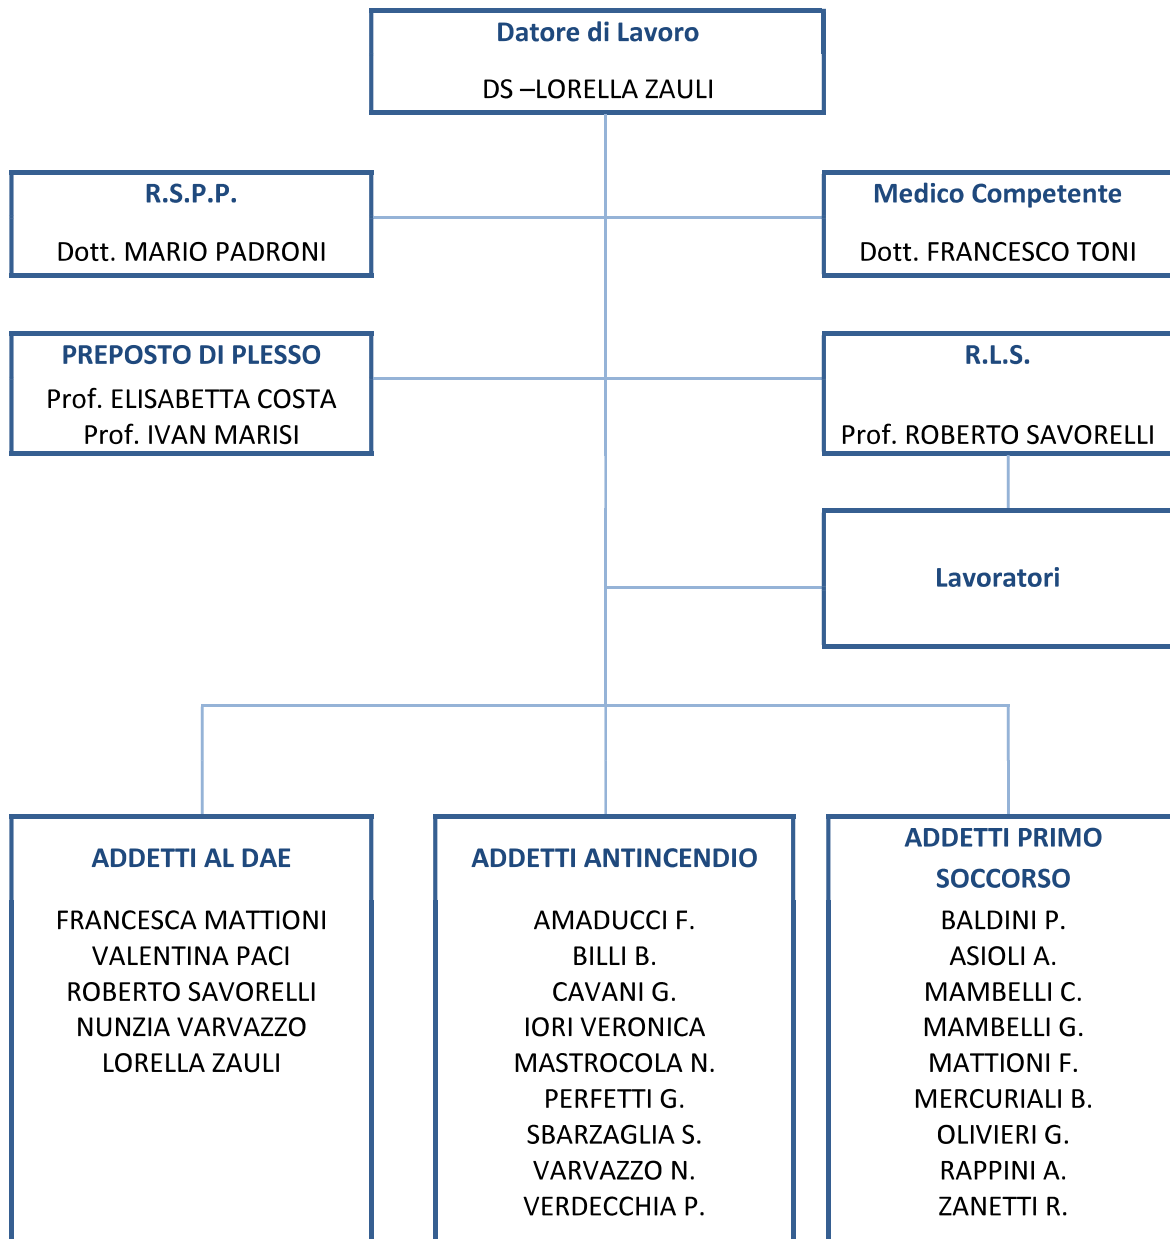 Datore di Lavoro
DS –LORELLA ZAULI
R.S.P.P.
Dott. MARIO PADRONI
Medico Competente
Dott. FRANCESCO TONI
PREPOSTO DI PLESSO
Prof. ELISABETTA COSTA
Prof. IVAN MARISI
R.L.S.
Prof. ROBERTO SAVORELLI
Lavoratori
ADDETTI AL DAE
FRANCESCA MATTIONI
VALENTINA PACI
ROBERTO SAVORELLI
NUNZIA VARVAZZO
LORELLA ZAULI
ADDETTI ANTINCENDIO
AMADUCCI F.
BILLI B.
CAVANI G.
IORI VERONICA
MASTROCOLA N.
PERFETTI G.
SBARZAGLIA S.
VARVAZZO N.
VERDECCHIA P.
ADDETTI PRIMO
SOCCORSO
BALDINI P.
ASIOLI A.
MAMBELLI C.
MAMBELLI G.
MATTIONI F.
MERCURIALI B.
OLIVIERI G.
RAPPINI A.
ZANETTI R.